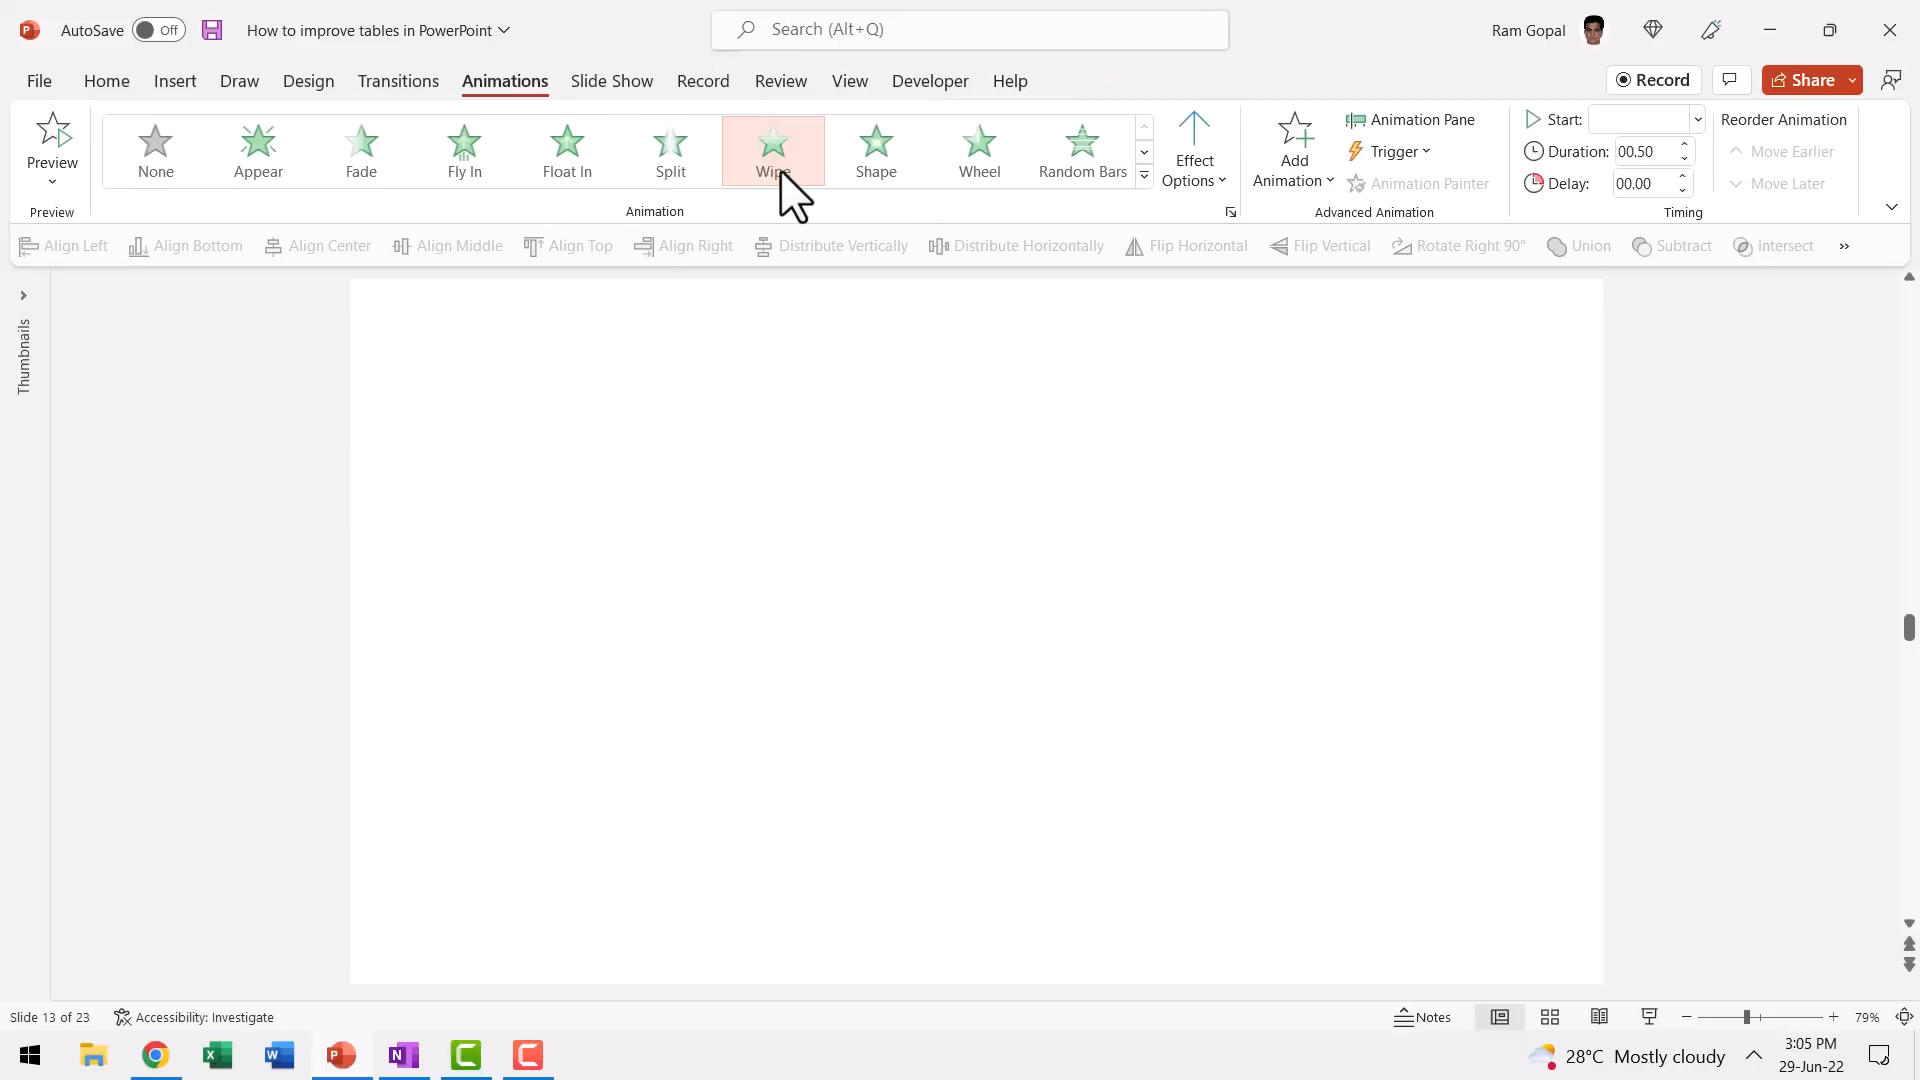 AutoSave Off How to improve tables in PowerPoint Search (Alt+Q) Ram Gopal
File Home Insert Draw Design Transitions Animations Slide Show Record Review View Developer Help Record Share
Preview None Appear Fade Fly In Float In Split Wipe Shape Wheel Random Bars
Effect Options Add Animation Animation Pane Trigger Animation Painter
Start: Duration: 00.50 Delay: 00.00
Reorder Animation Move Earlier Move Later
Preview Animation Advanced Animation Timing
Align Left Align Bottom Align Center Align Middle Align Top Align Right Distribute Vertically Distribute Horizontally Flip Horizontal Flip Vertical Rotate Right 90° Union Subtract Intersect »
Thumbnails
Slide 13 of 23 Accessibility: Investigate Notes 79%
28°C Mostly cloudy 3:05 PM
29-Jun-22